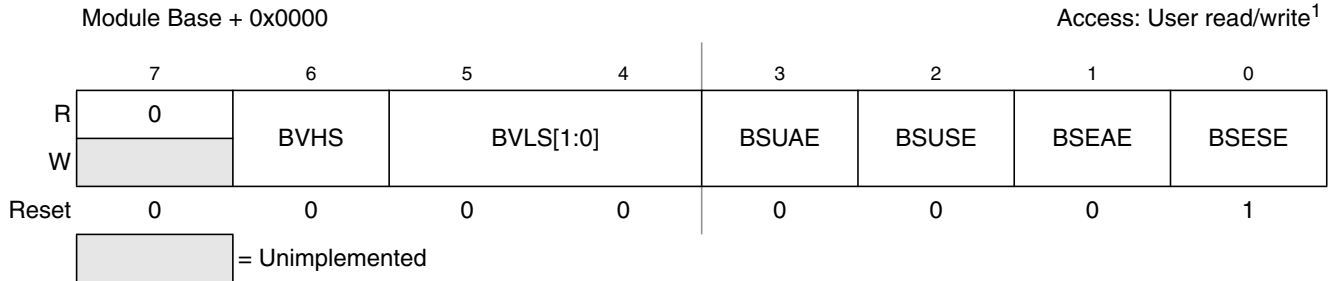 Module Base + 0x0000 Access: User read/write1
7 6 5 4 3 2 1 0
R 0 BVHS BVLS[1:0] BSUAE BSUSE BSEAE BSESE
W
Reset 0 0 0 0 0 0 0 1
= Unimplemented